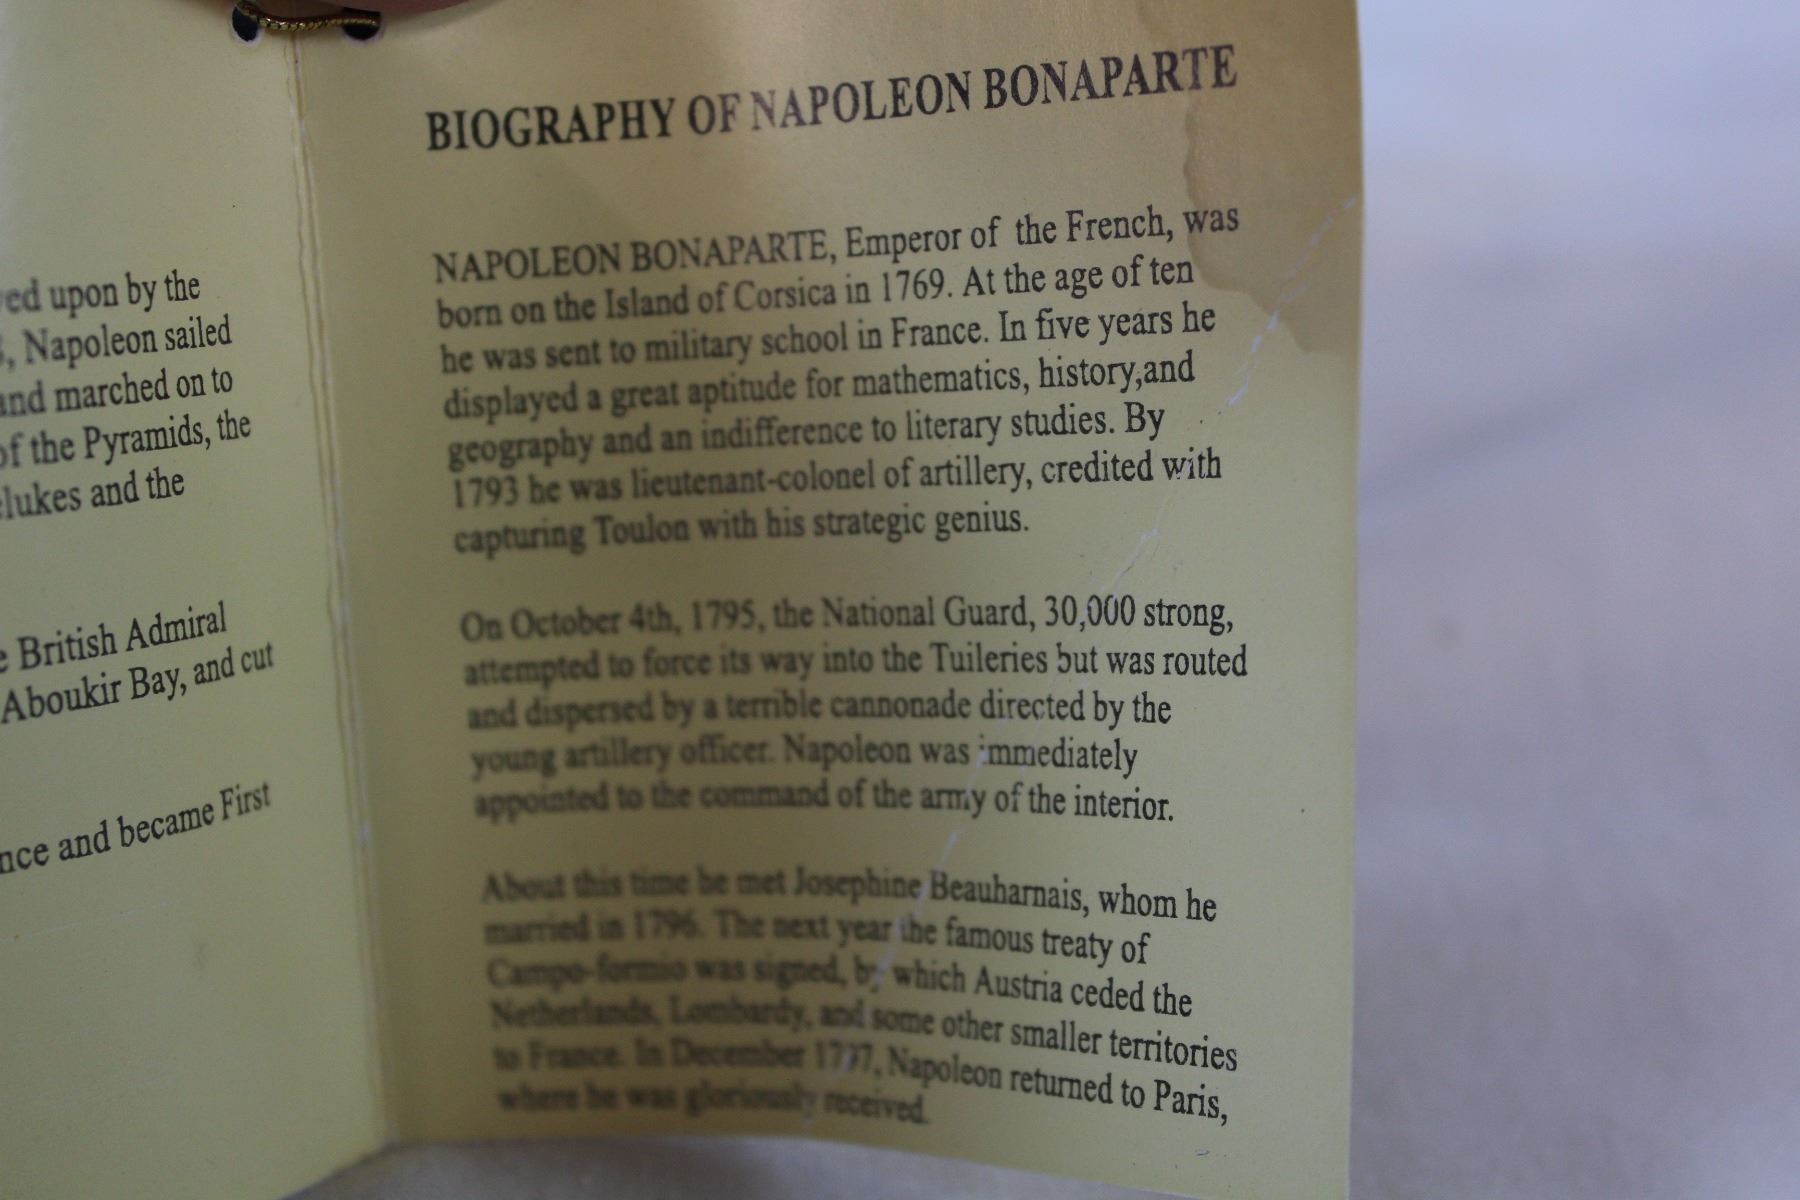 ed upon by the
, Napoleon sailed
and marched on to
of the Pyramids, the
lukes and the
British Admiral
Aboukir Bay, and cut
nce and became First
BIOGRAPHY OF NAPOLEON BONAPARTE
NAPOLEON BONAPARTE, Emperor of the French, was
born on the Island of Corsica in 1769. At the age of ten
he was sent to military school in France. In five years he
displayed a great aptitude for mathematics, history,and
geography and an indifference to literary studies. By
1793 he was lieutenant-colonel of artillery, credited with
capturing Toulon with his strategic genius.
On October 4th, 1795, the National Guard, 30,000 strong,
attempted to force its way into the Tuileries but was routed
and dispersed by a terrible cannonade directed by the
young artillery officer. Napoleon was immediately
appointed to the command of the army of the interior.
About this time he met Josephine Beauharnais, whom he
married in 1796. The next year the famous treaty of
Campo-formio was signed, by which Austria ceded the
Netherlands, Lombardy, and some other smaller territories
to France. In December 1797, Napoleon returned to Paris,
where he was gloriously received.